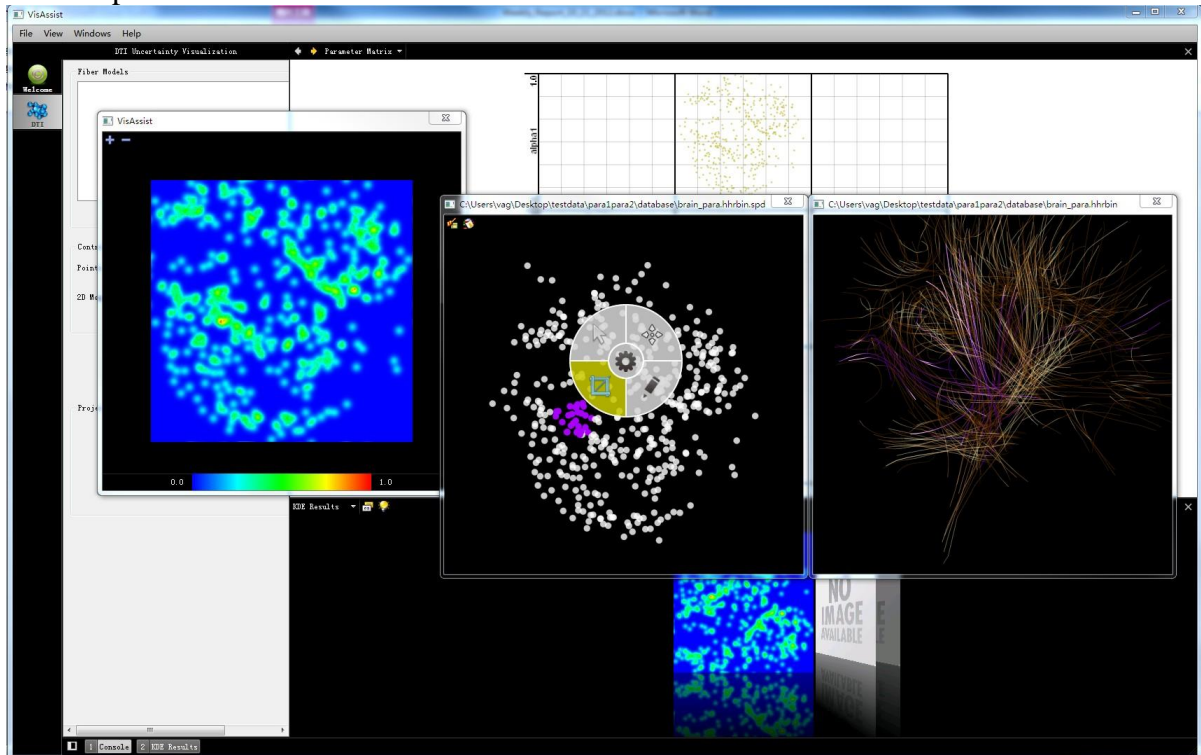 VisAssist
File View Windows Help
DTI Uncertainty Visualization
Parameter Matrix
Welcome
DTI
Fiber Models
VisAssist
1.0
alpha1
C:\Users\vag\Desktop\testdata\para1para2\database\brain_para.hhrbin.spd
C:\Users\vag\Desktop\testdata\para1para2\database\brain_para.hhrbin
Point
0.0
1.0
KDE Results
NO
IMAGE
AVAILABLE
1 Console 2 KDE Results